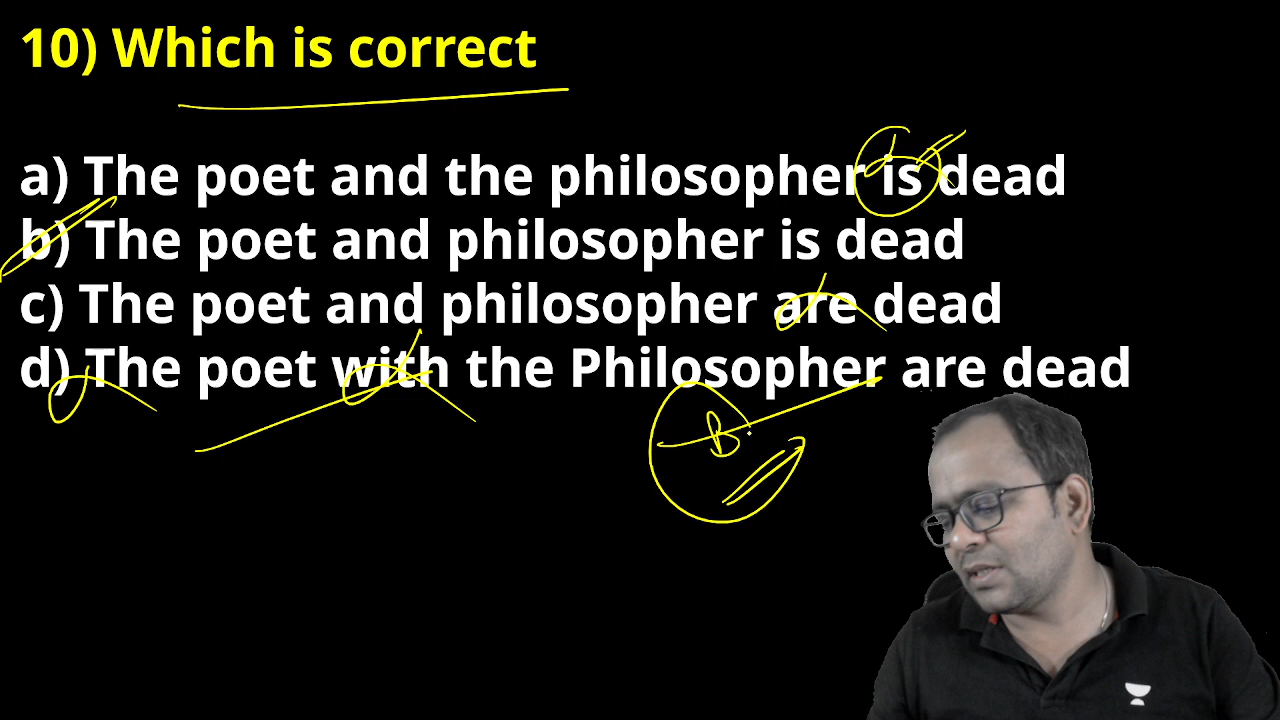 10) Which is correct
a) The poet and the philosopher is dead
b) The poet and philosopher is dead
c) The poet and philosopher are dead
d) The poet with the Philosopher are dead
B